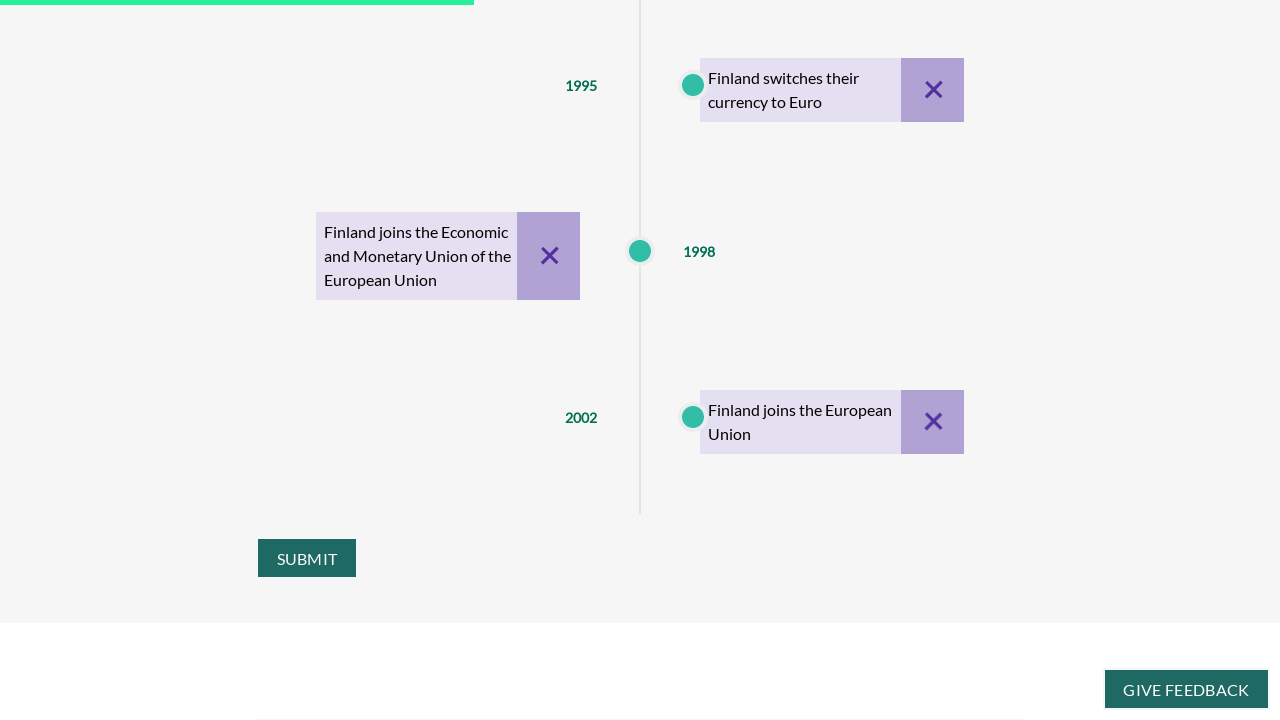 1995
Finland switches their
currency to Euro
Finland joins the Economic
and Monetary Union of the
European Union
1998
2002
Finland joins the European
Union
SUBMIT
GIVE FEEDBACK